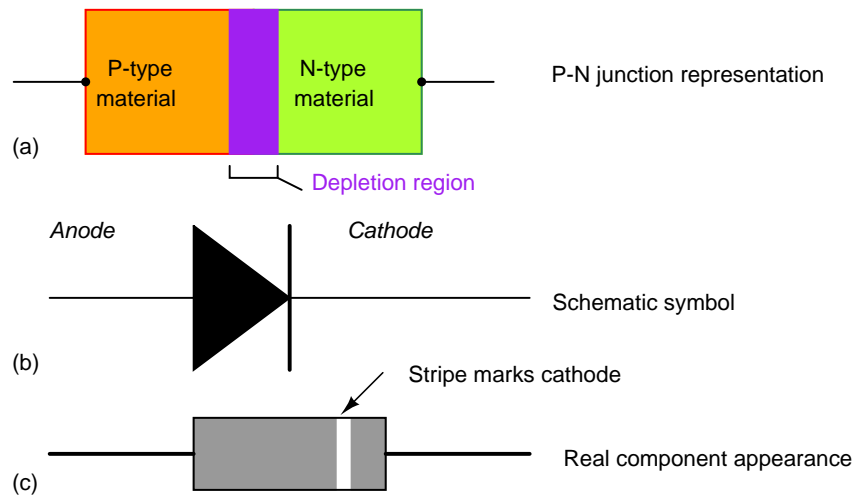 P-type
material
N-type
material
P-N junction representation
(a)
Depletion region
Anode
Cathode
Schematic symbol
(b)
Stripe marks cathode
Real component appearance
(c)